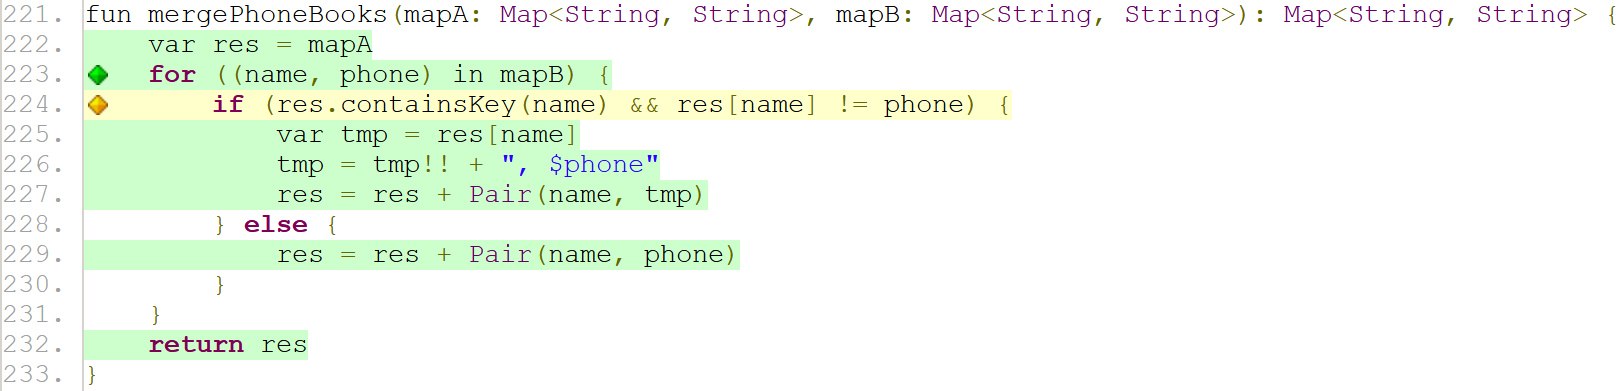 221. fun mergePhoneBooks(mapA: Map<String, String>, mapB: Map<String, String>): Map<String, String> {
222.     var res = mapA
223.     for ((name, phone) in mapB) {
224.         if (res.containsKey(name) && res[name] != phone) {
225.             var tmp = res[name]
226.             tmp = tmp!! + ", $phone"
227.             res = res + Pair(name, tmp)
228.         } else {
229.             res = res + Pair(name, phone)
230.         }
231.     }
232.     return res
233. }